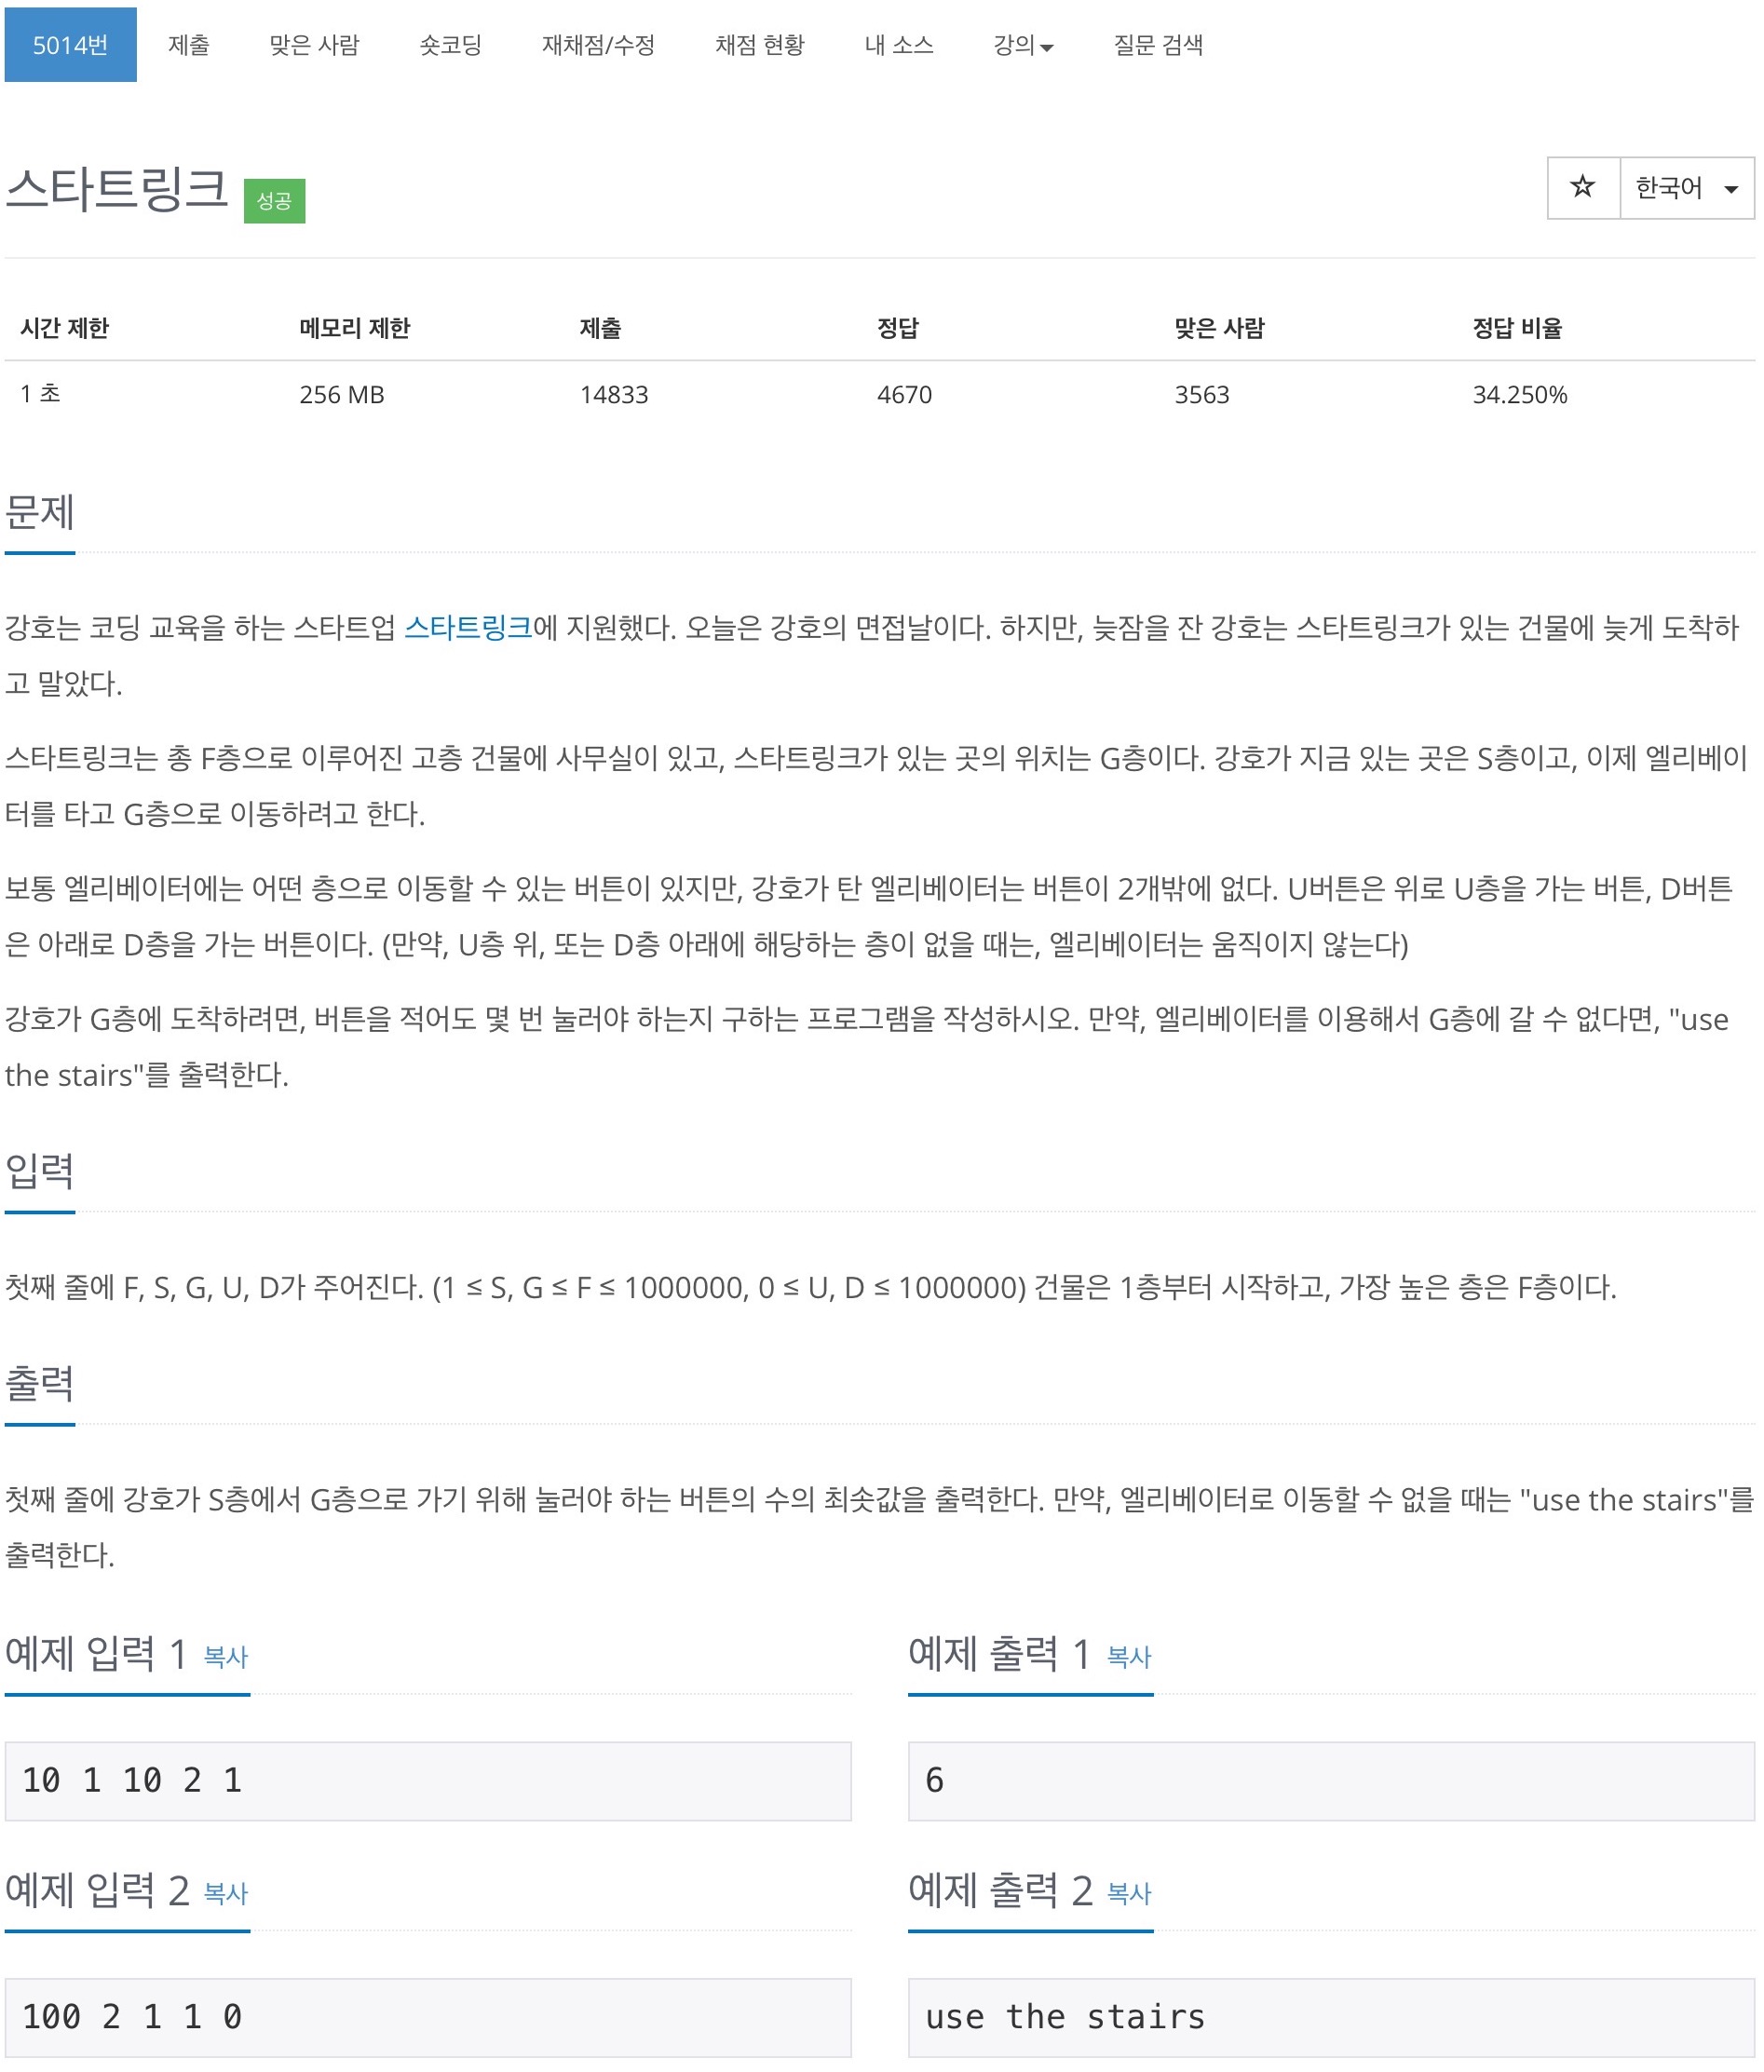 5014번 제출 맞은 사람 숏코딩 재채점/수정 채점 현황 내 소스 강의 질문 검색
스타트링크 성공 ☆ 한국어
시간 제한 메모리 제한 제출 정답 맞은 사람 정답 비율
1 초 256 MB 14833 4670 3563 34.250%
문제
강호는 코딩 교육을 하는 스타트업 스타트링크에 지원했다. 오늘은 강호의 면접날이다. 하지만, 늦잠을 잔 강호는 스타트링크가 있는 건물에 늦게 도착하
고 말았다.
스타트링크는 총 F층으로 이루어진 고층 건물에 사무실이 있고, 스타트링크가 있는 곳의 위치는 G층이다. 강호가 지금 있는 곳은 S층이고, 이제 엘리베이
터를 타고 G층으로 이동하려고 한다.
보통 엘리베이터에는 어떤 층으로 이동할 수 있는 버튼이 있지만, 강호가 탄 엘리베이터는 버튼이 2개밖에 없다. U버튼은 위로 U층을 가는 버튼, D버튼
은 아래로 D층을 가는 버튼이다. (만약, U층 위, 또는 D층 아래에 해당하는 층이 없을 때는, 엘리베이터는 움직이지 않는다)
강호가 G층에 도착하려면, 버튼을 적어도 몇 번 눌러야 하는지 구하는 프로그램을 작성하시오. 만약, 엘리베이터를 이용해서 G층에 갈 수 없다면, "use
the stairs"를 출력한다.
입력
첫째 줄에 F, S, G, U, D가 주어진다. (1 ≤ S, G ≤ F ≤ 1000000, 0 ≤ U, D ≤ 1000000) 건물은 1층부터 시작하고, 가장 높은 층은 F층이다.
출력
첫째 줄에 강호가 S층에서 G층으로 가기 위해 눌러야 하는 버튼의 수의 최솟값을 출력한다. 만약, 엘리베이터로 이동할 수 없을 때는 "use the stairs"를
출력한다.
예제 입력 1 복사 예제 출력 1 복사
10 1 10 2 1 6
예제 입력 2 복사 예제 출력 2 복사
100 2 1 1 0 use the stairs